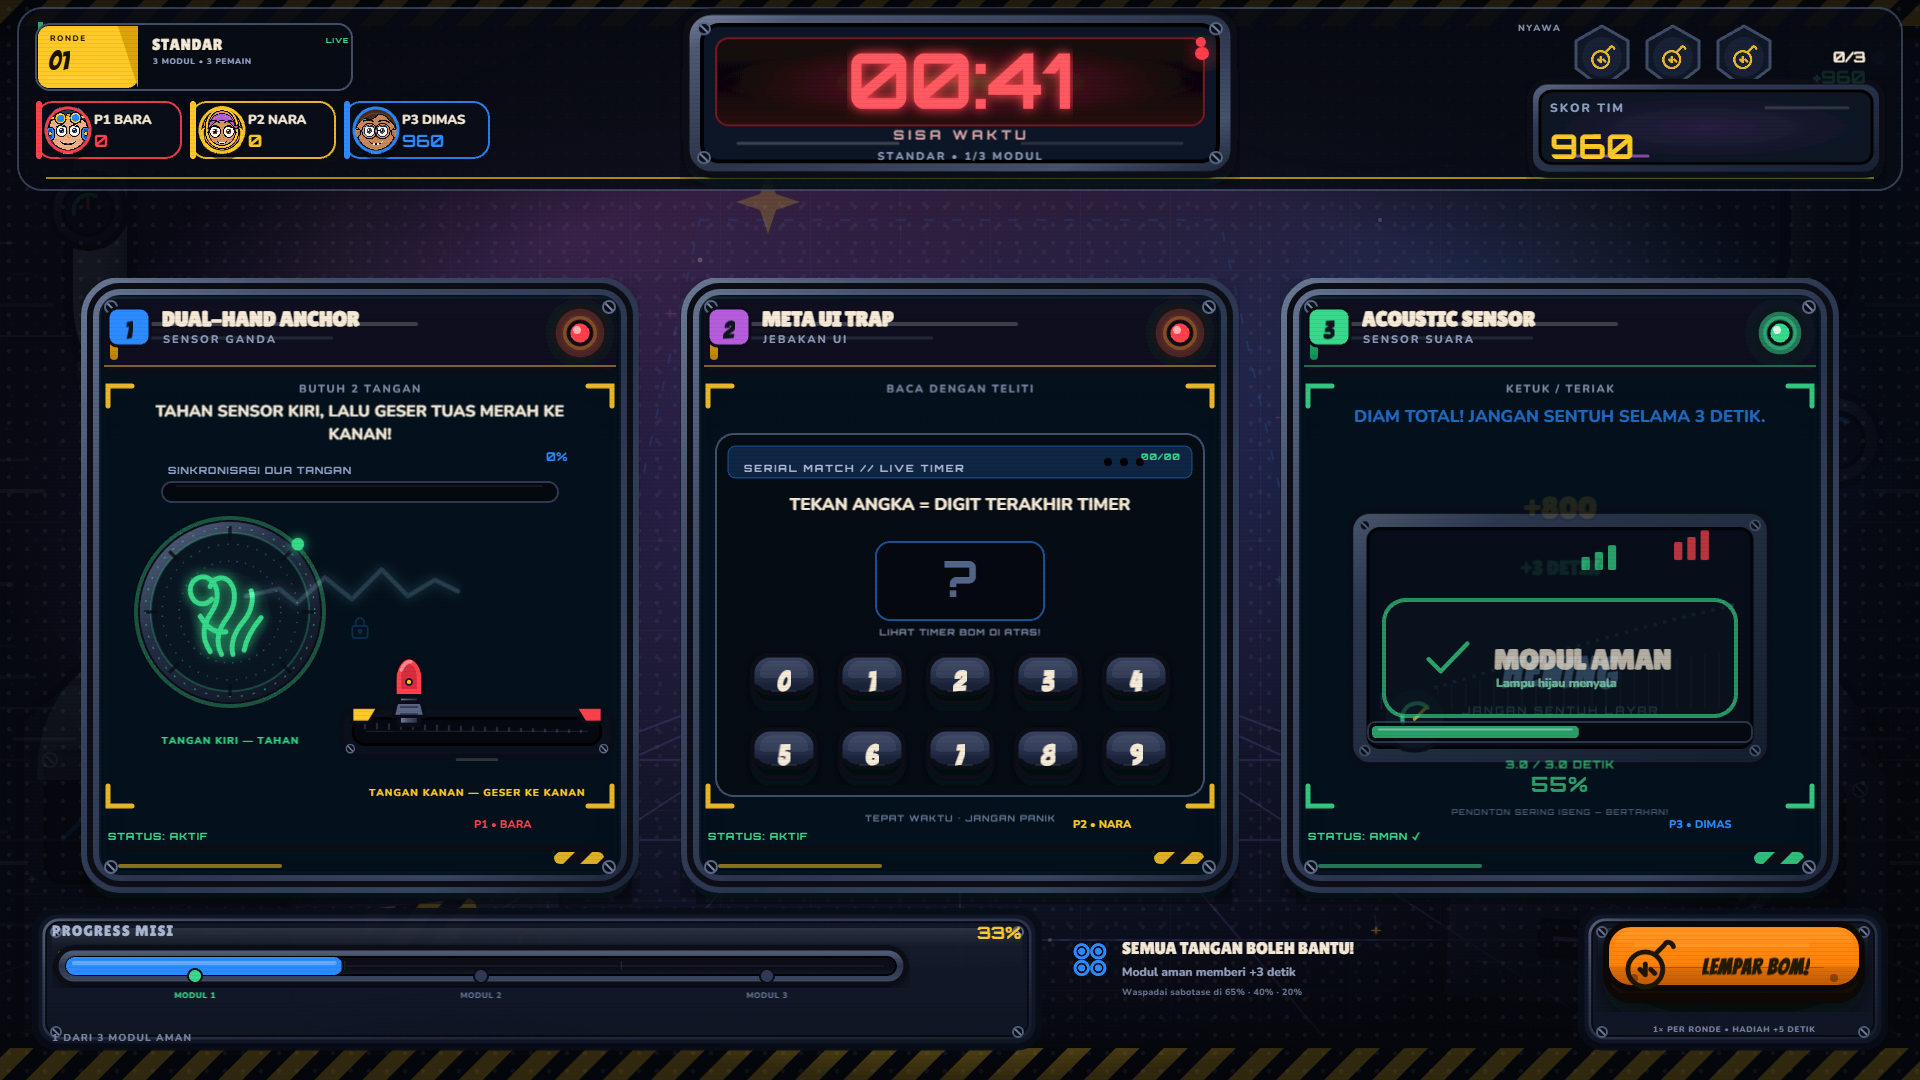 RONDE
01
STANDAR
3 MODUL • 3 PEMAIN
LIVE
P1 BARA
0
P2 NARA
0
P3 DIMAS
960
00:41
SISA WAKTU
STANDAR • 1/3 MODUL
NYAWA
0/3
+960
SKOR TIM
960
1
DUAL-HAND ANCHOR
SENSOR GANDA
BUTUH 2 TANGAN
TAHAN SENSOR KIRI, LALU GESER TUAS MERAH KE
KANAN!
0%
SINKRONISASI DUA TANGAN
TANGAN KIRI — TAHAN
TANGAN KANAN — GESER KE KANAN
P1 • BARA
STATUS: AKTIF
2
META UI TRAP
JEBAKAN UI
BACA DENGAN TELITI
SERIAL MATCH // LIVE TIMER
00/00
TEKAN ANGKA = DIGIT TERAKHIR TIMER
?
LIHAT TIMER BOM DI ATAS!
0 1 2 3 4
5 6 7 8 9
TEPAT WAKTU · JANGAN PANIK
P2 • NARA
STATUS: AKTIF
3
ACOUSTIC SENSOR
SENSOR SUARA
KETUK / TERIAK
DIAM TOTAL! JANGAN SENTUH SELAMA 3 DETIK.
+800
+3 DETIK
MODUL AMAN
Lampu hijau menyala
JANGAN SENTUH LAYAR
3.0 / 3.0 DETIK
55%
PENONTON SERING ISENG — BERTAHAN!
P3 • DIMAS
STATUS: AMAN ✓
PROGRESS MISI
33%
MODUL 1
MODUL 2
MODUL 3
1 DARI 3 MODUL AMAN
SEMUA TANGAN BOLEH BANTU!
Modul aman memberi +3 detik
Waspadai sabotase di 65% · 40% · 20%
LEMPAR BOM!
1× PER RONDE • HADIAH +5 DETIK